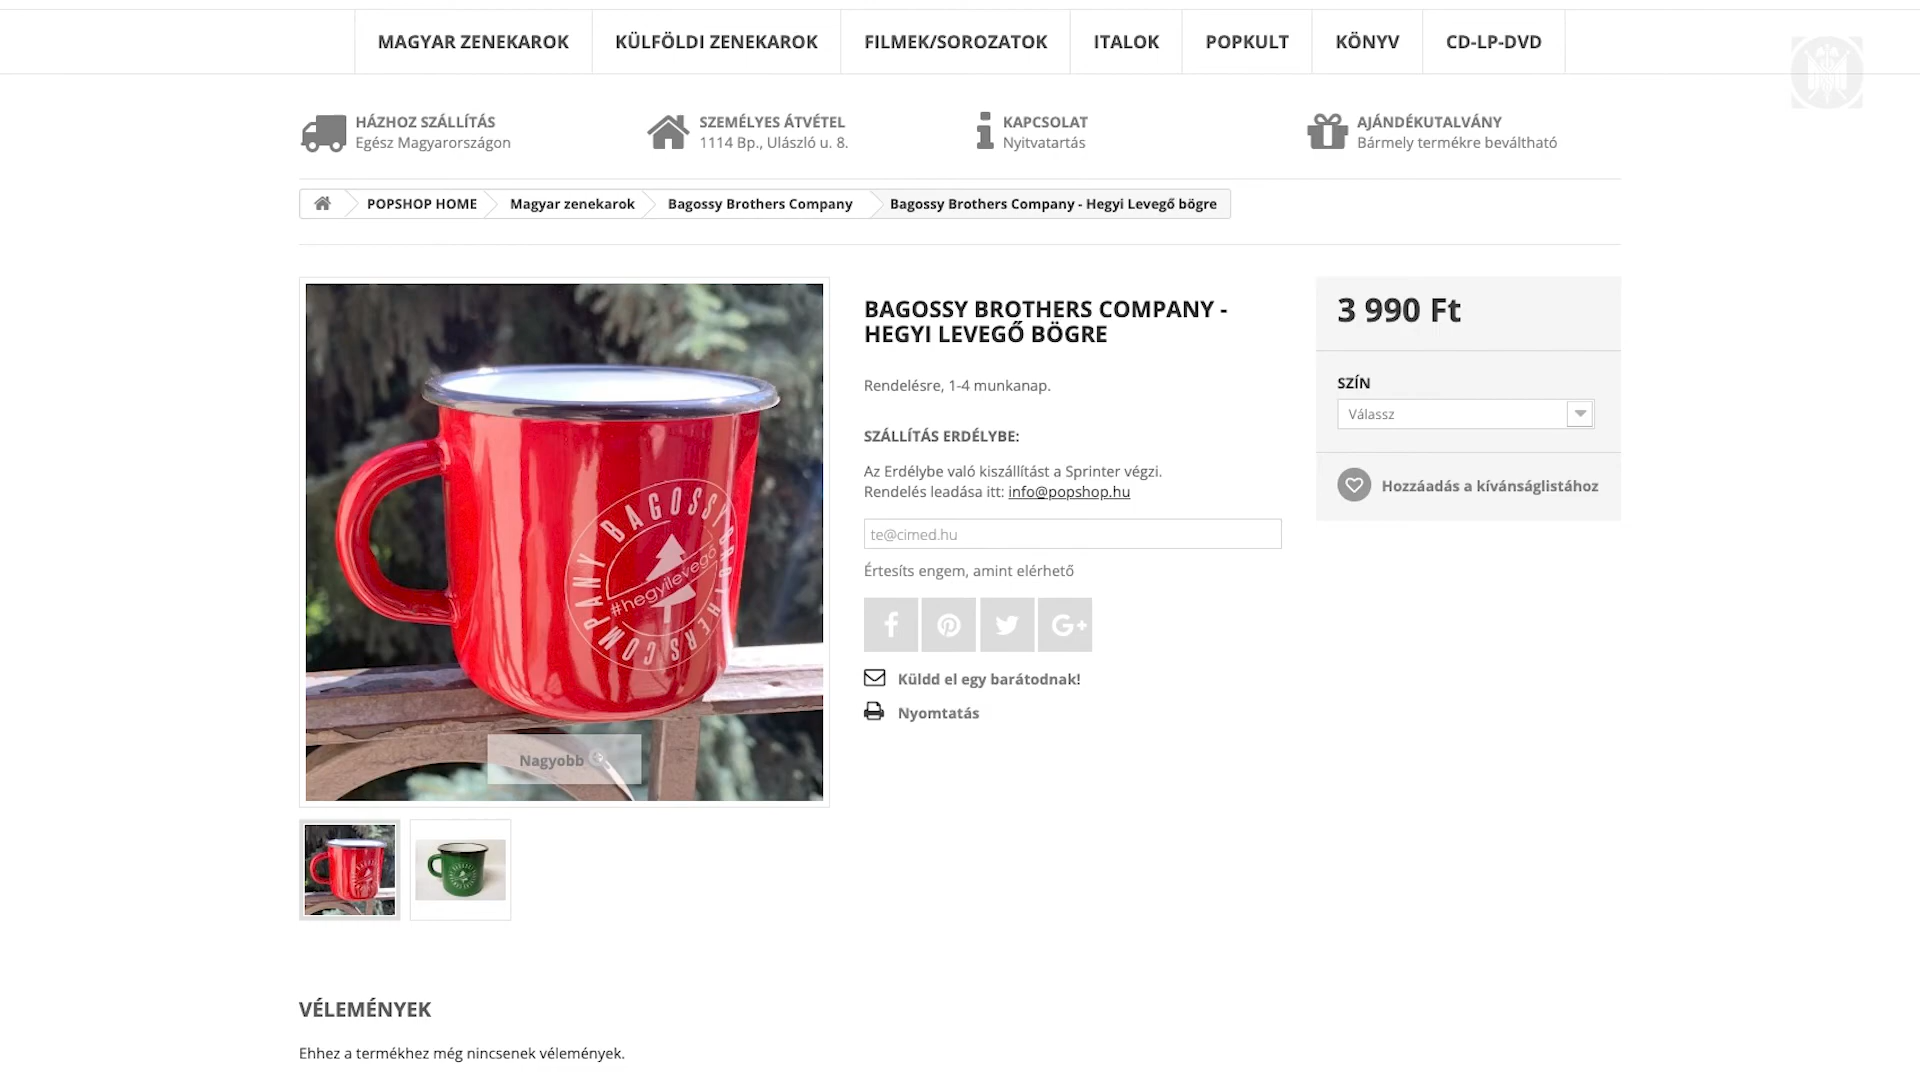 MAGYAR ZENEKAROK
KÜLFÖLDI ZENEKAROK
FILMEK/SOROZATOK
ITALOK
POPKULT
KÖNYV
CD-LP-DVD
HÁZHOZ SZÁLLÍTÁS
Egész Magyarországon
SZEMÉLYES ÁTVÉTEL
1114 Bp., Ulászló u. 8.
KAPCSOLAT
Nyitvatartás
AJÁNDÉKUTALVÁNY
Bármely termékre beváltható
POPSHOP HOME
Magyar zenekarok
Bagossy Brothers Company
Bagossy Brothers Company - Hegyi Levegő bögre
BAGOSSY BROTHERS COMPANY
#hegyilevegő
Nagyobb
BAGOSSY BROTHERS COMPANY -
HEGYI LEVEGŐ BÖGRE
Rendelésre, 1-4 munkanap.
SZÁLLÍTÁS ERDÉLYBE:
Az Erdélybe való kiszállítást a Sprinter végzi.
Rendelés leadása itt: info@popshop.hu
te@cimed.hu
Értesíts engem, amint elérhető
Küldd el egy barátodnak!
Nyomtatás
3 990 Ft
SZÍN
Válassz
Hozzáadás a kívánságlistához
VÉLEMÉNYEK
Ehhez a termékhez még nincsenek vélemények.